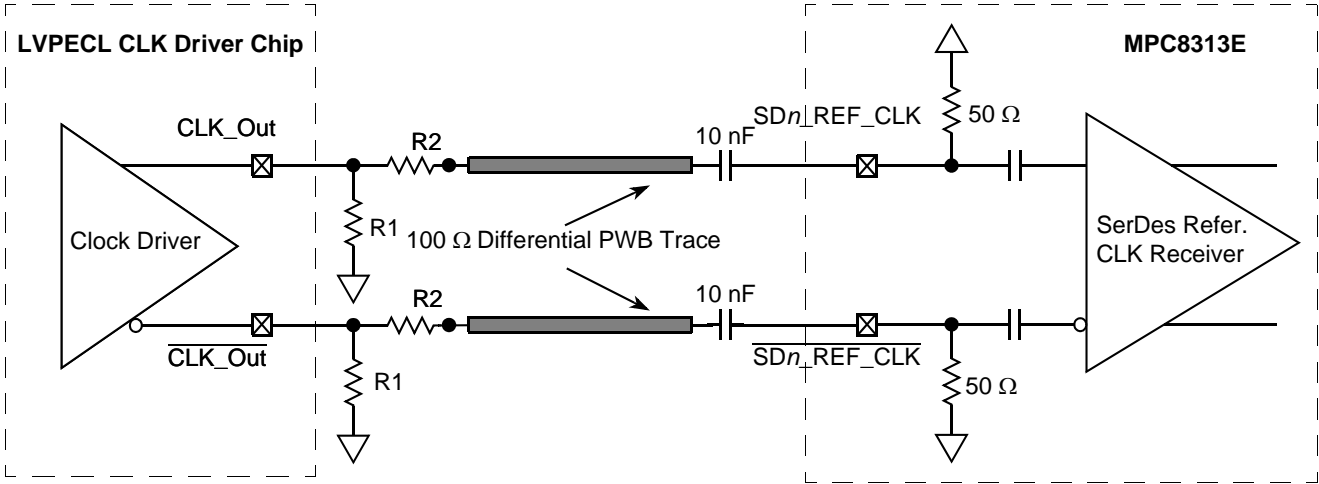 LVPECL CLK Driver Chip
MPC8313E
CLK_Out
R2
10 nF
SDn_REF_CLK
50 Ω
Clock Driver
R1
100 Ω Differential PWB Trace
SerDes Refer.
CLK Receiver
R2
10 nF
CLK_Out
SDn_REF_CLK
R1
50 Ω